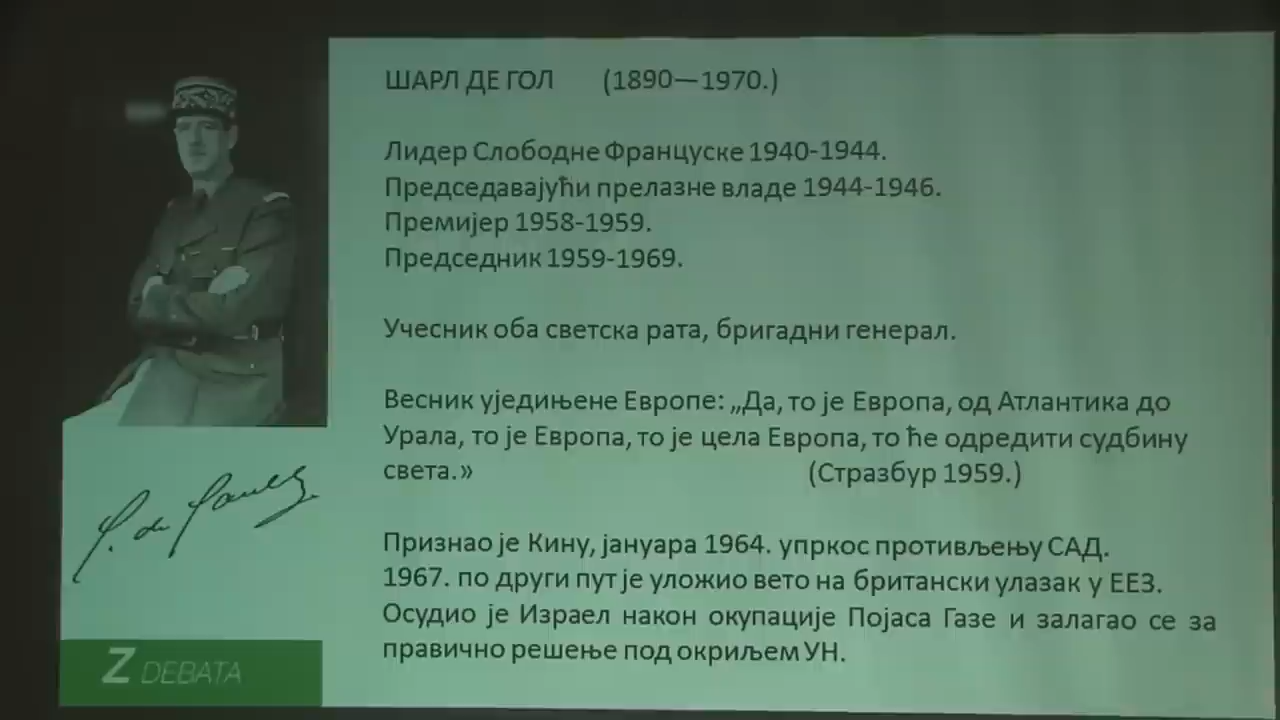 ШАРЛ ДЕ ГОЛ (1890—1970.)
Лидер Слободне Француске 1940-1944.
Председавајући прелазне владе 1944-1946.
Премијер 1958-1959.
Председник 1959-1969.
Учесник оба светска рата, бригадни генерал.
Весник уједињене Европе: „Да, то је Европа, од Атлантика до
Урала, то је Европа, то је цела Европа, то ће одредити судбину
света.» (Стразбур 1959.)
Признао је Кину, јануара 1964. упркос противљењу САД.
1967. по други пут је уложио вето на британски улазак у ЕЕЗ.
Осудио је Израел након окупације Појаса Газе и залагао се за
правично решење под окриљем УН.
C. de Gaulle
Z DEBATA